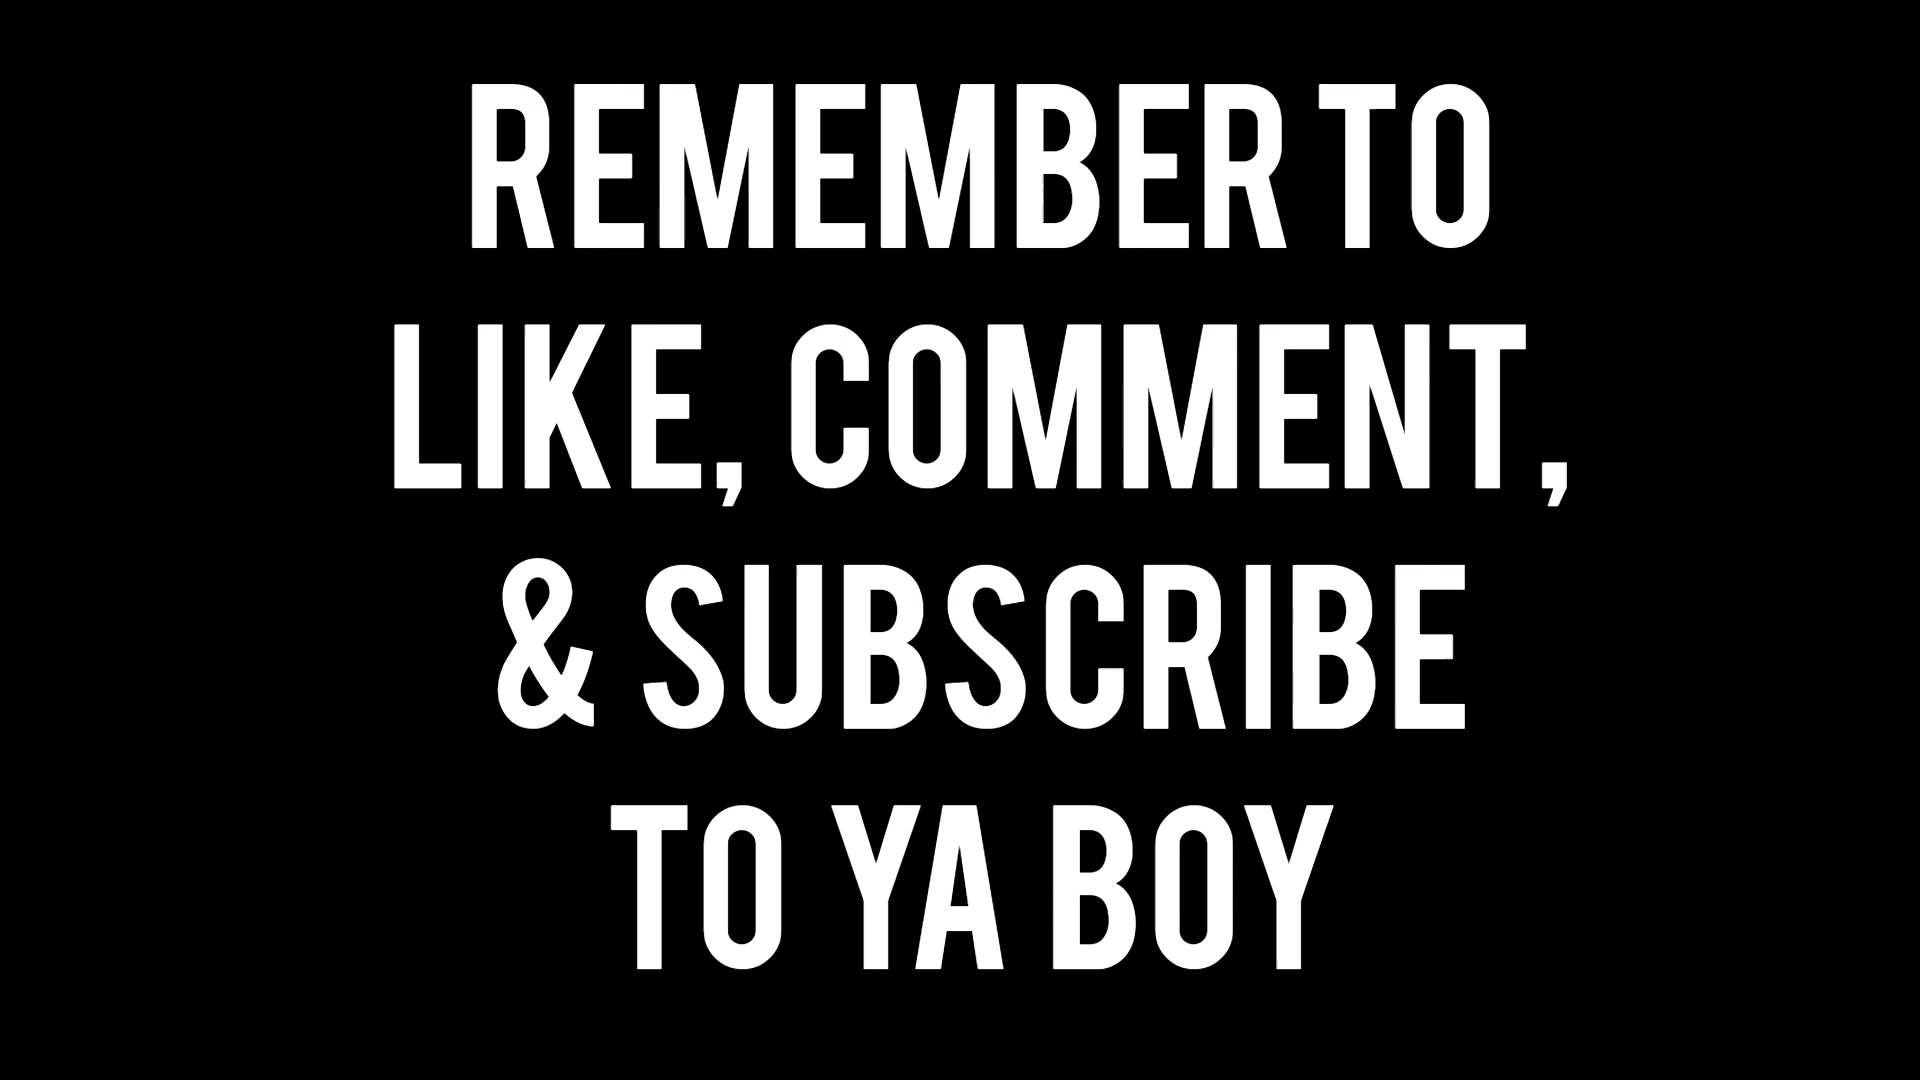 REMEMBER TO
LIKE, COMMENT,
& SUBSCRIBE
TO YA BOY